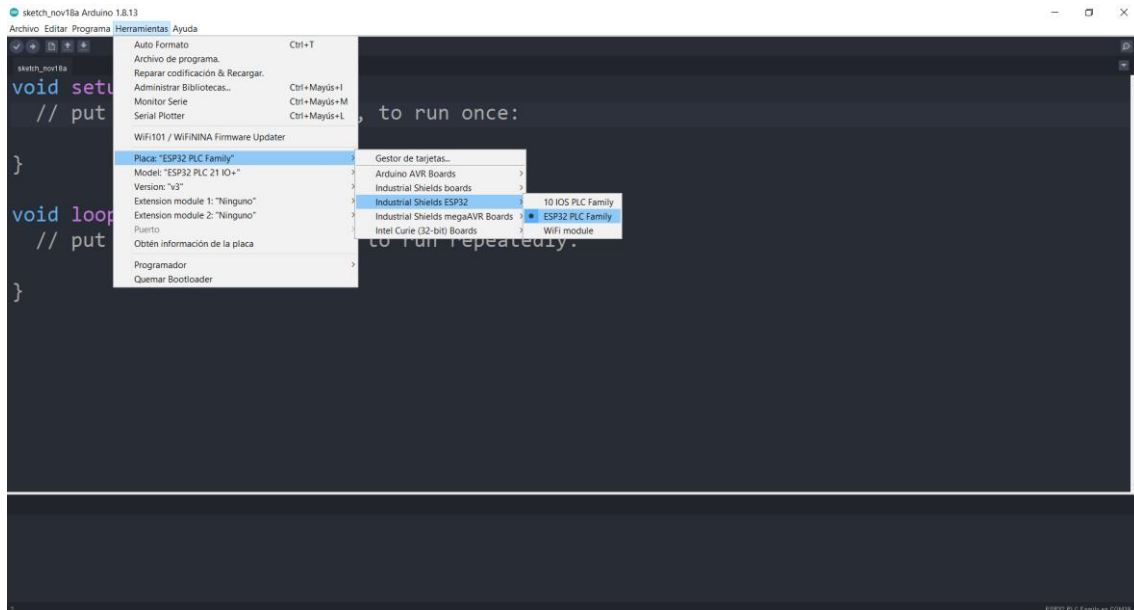 sketch_nov18a Arduino 1.8.13
Archivo Editar Programa Herramientas Ayuda
sketch_nov18a
Auto Formato Ctrl+T
Archivo de programa.
Reparar codificación & Recargar.
Administrar Bibliotecas... Ctrl+Mayús+I
Monitor Serie Ctrl+Mayús+M
Serial Plotter Ctrl+Mayús+L
WiFi101 / WiFiNINA Firmware Updater
Placa: "ESP32 PLC Family"
Model: "ESP32 PLC 21 IO+"
Version: "v3"
Extension module 1: "Ninguno"
Extension module 2: "Ninguno"
Puerto
Obtén información de la placa
Programador
Quemar Bootloader
Gestor de tarjetas...
Arduino AVR Boards
Industrial Shields boards
Industrial Shields ESP32
Industrial Shields megaAVR Boards
Intel Curie (32-bit) Boards
10 IOS PLC Family
ESP32 PLC Family
WiFi module
void setu
// put , to run once:
}
void loop
// put to run repeatedly:
}